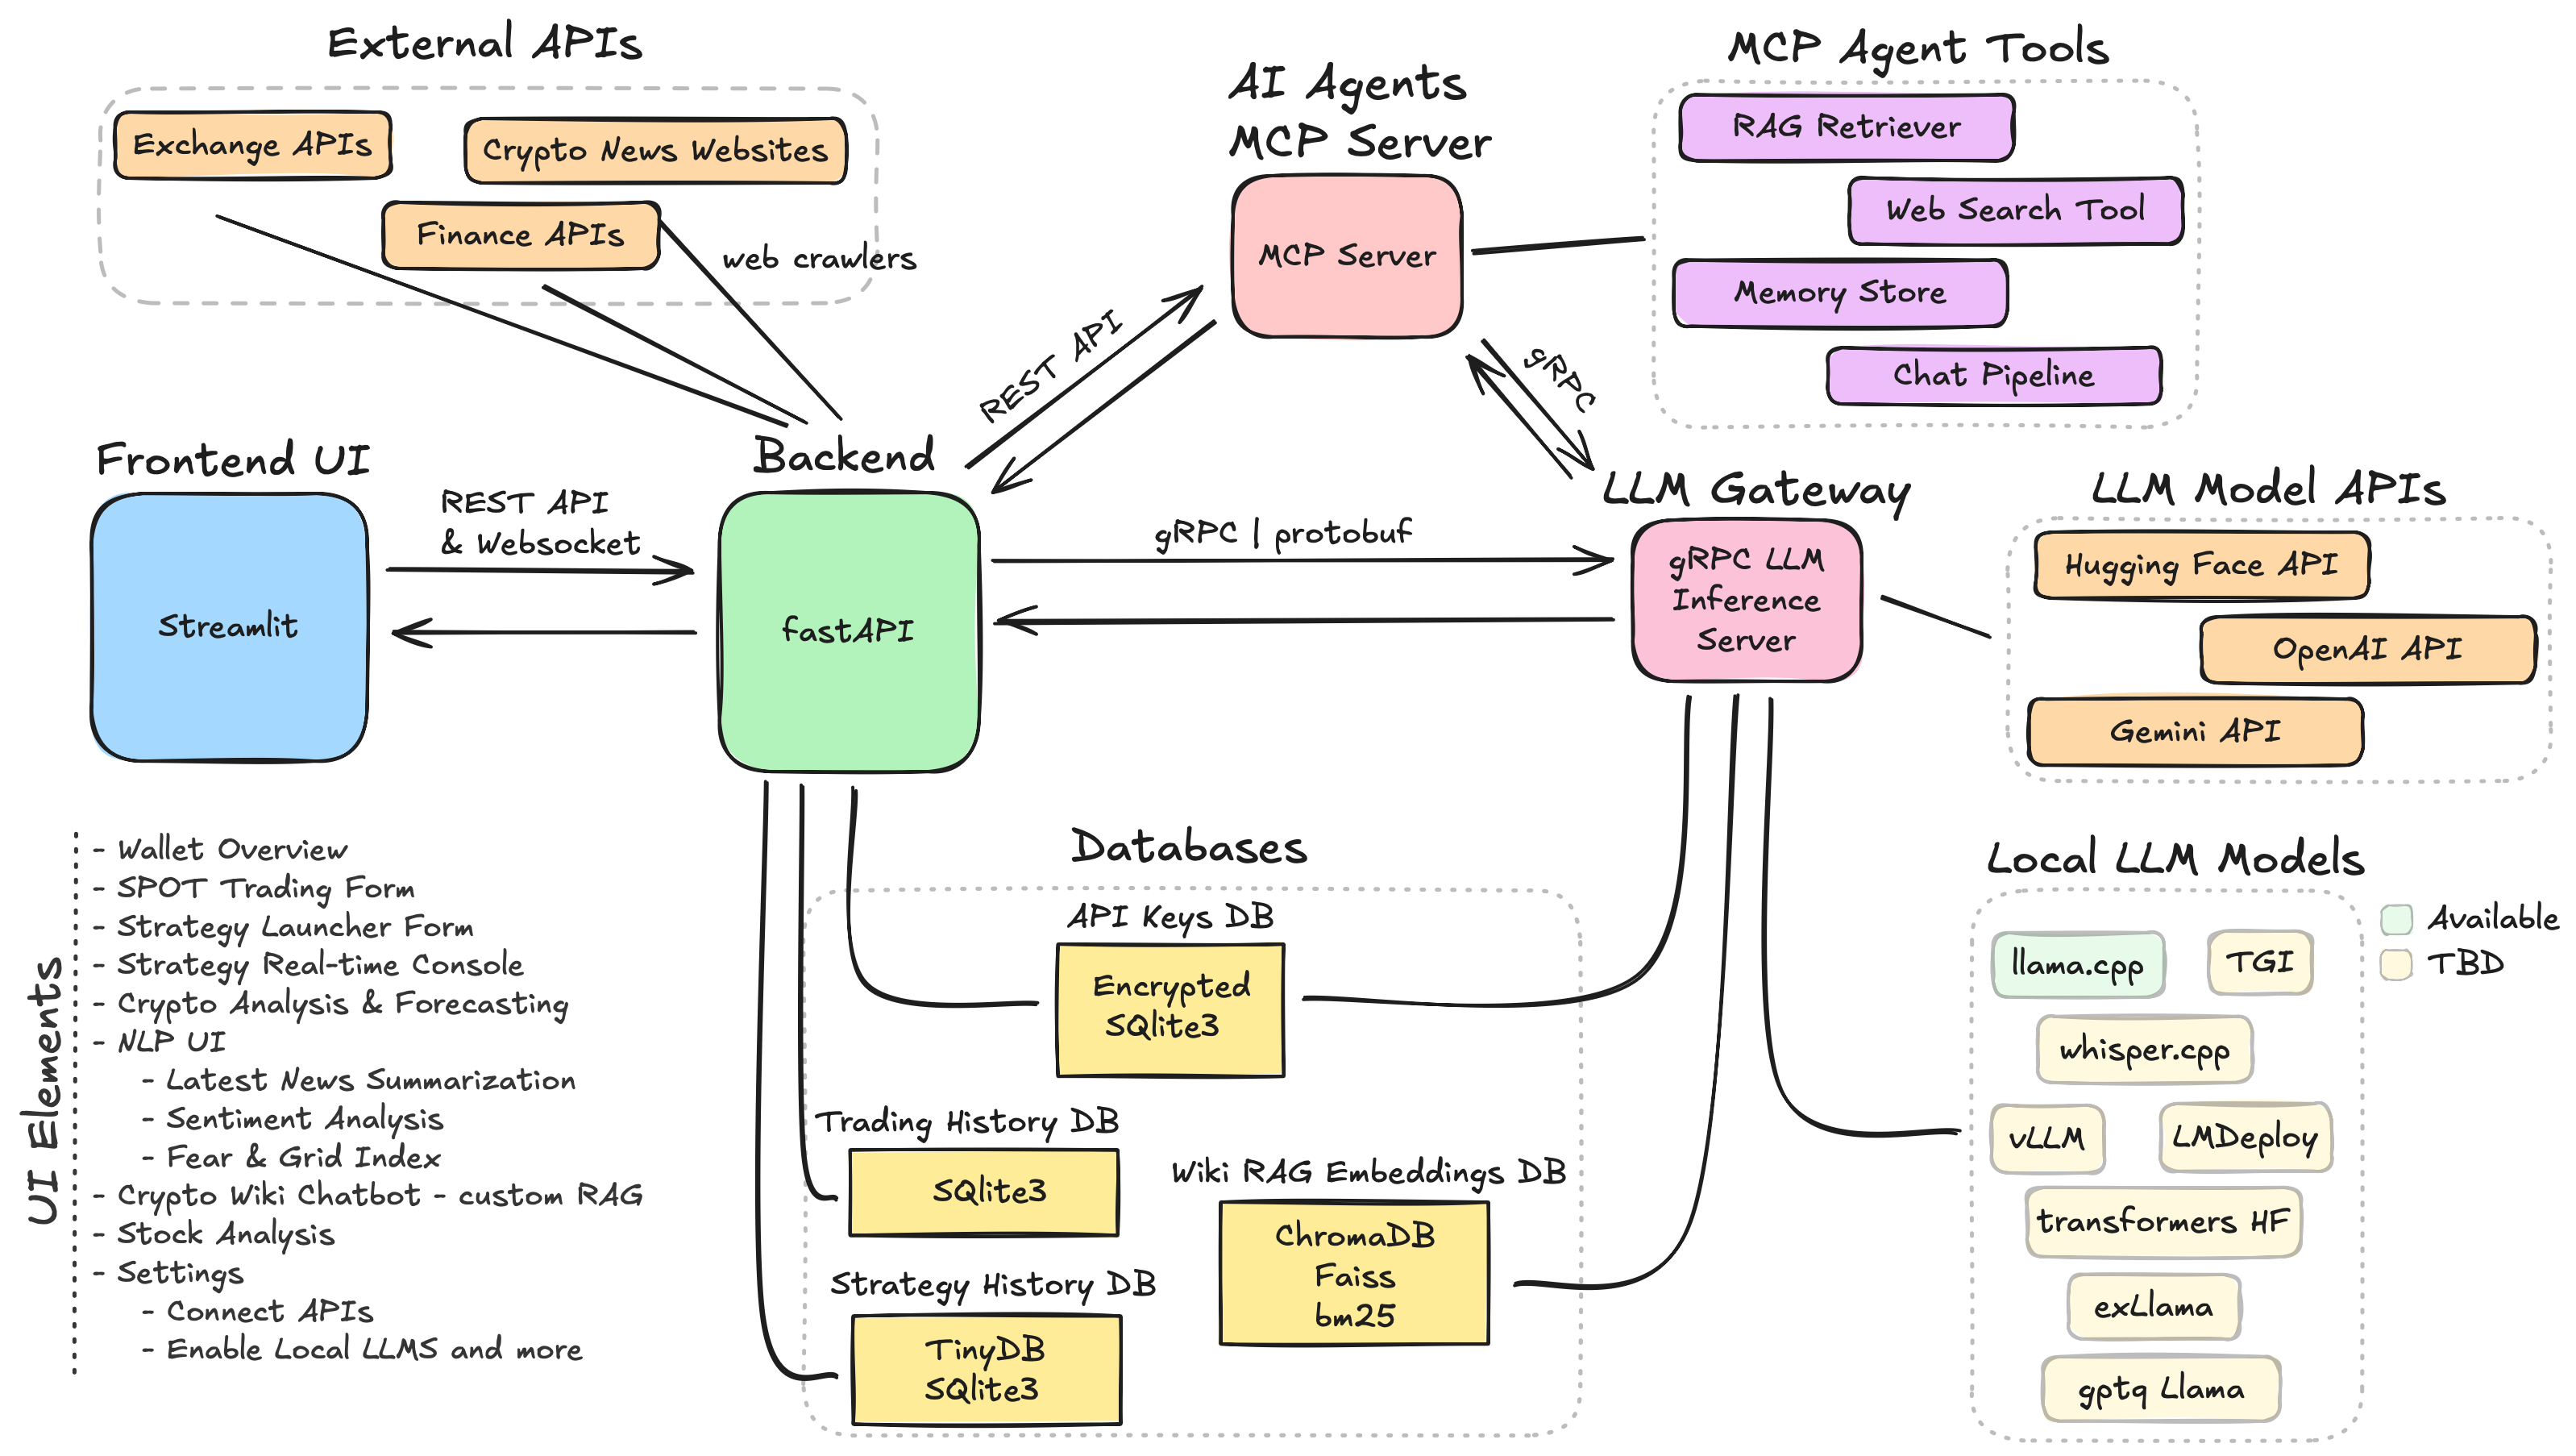 External APIs
Exchange APIs
Crypto News Websites
Finance APIs
web crawlers
AI Agents
MCP Server
MCP Server
MCP Agent Tools
RAG Retriever
Web Search Tool
Memory Store
Chat Pipeline
REST API
gRPC
Frontend UI
Streamlit
REST API
& Websocket
Backend
fastAPI
gRPC | protobuf
LLM Gateway
gRPC LLM
Inference
Server
LLM Model APIs
Hugging Face API
OpenAI API
Gemini API
UI Elements
- Wallet Overview
- SPOT Trading Form
- Strategy Launcher Form
- Strategy Real-time Console
- Crypto Analysis & Forecasting
- NLP UI
- Latest News Summarization
- Sentiment Analysis
- Fear & Grid Index
- Crypto Wiki Chatbot - custom RAG
- Stock Analysis
- Settings
- Connect APIs
- Enable Local LLMS and more
Databases
API Keys DB
Encrypted
SQlite3
Trading History DB
SQlite3
Wiki RAG Embeddings DB
ChromaDB
Faiss
bm25
Strategy History DB
TinyDB
SQlite3
Local LLM Models
Available
TBD
llama.cpp
TGI
whisper.cpp
vLLM
LMDeploy
transformers HF
exLlama
gptq Llama